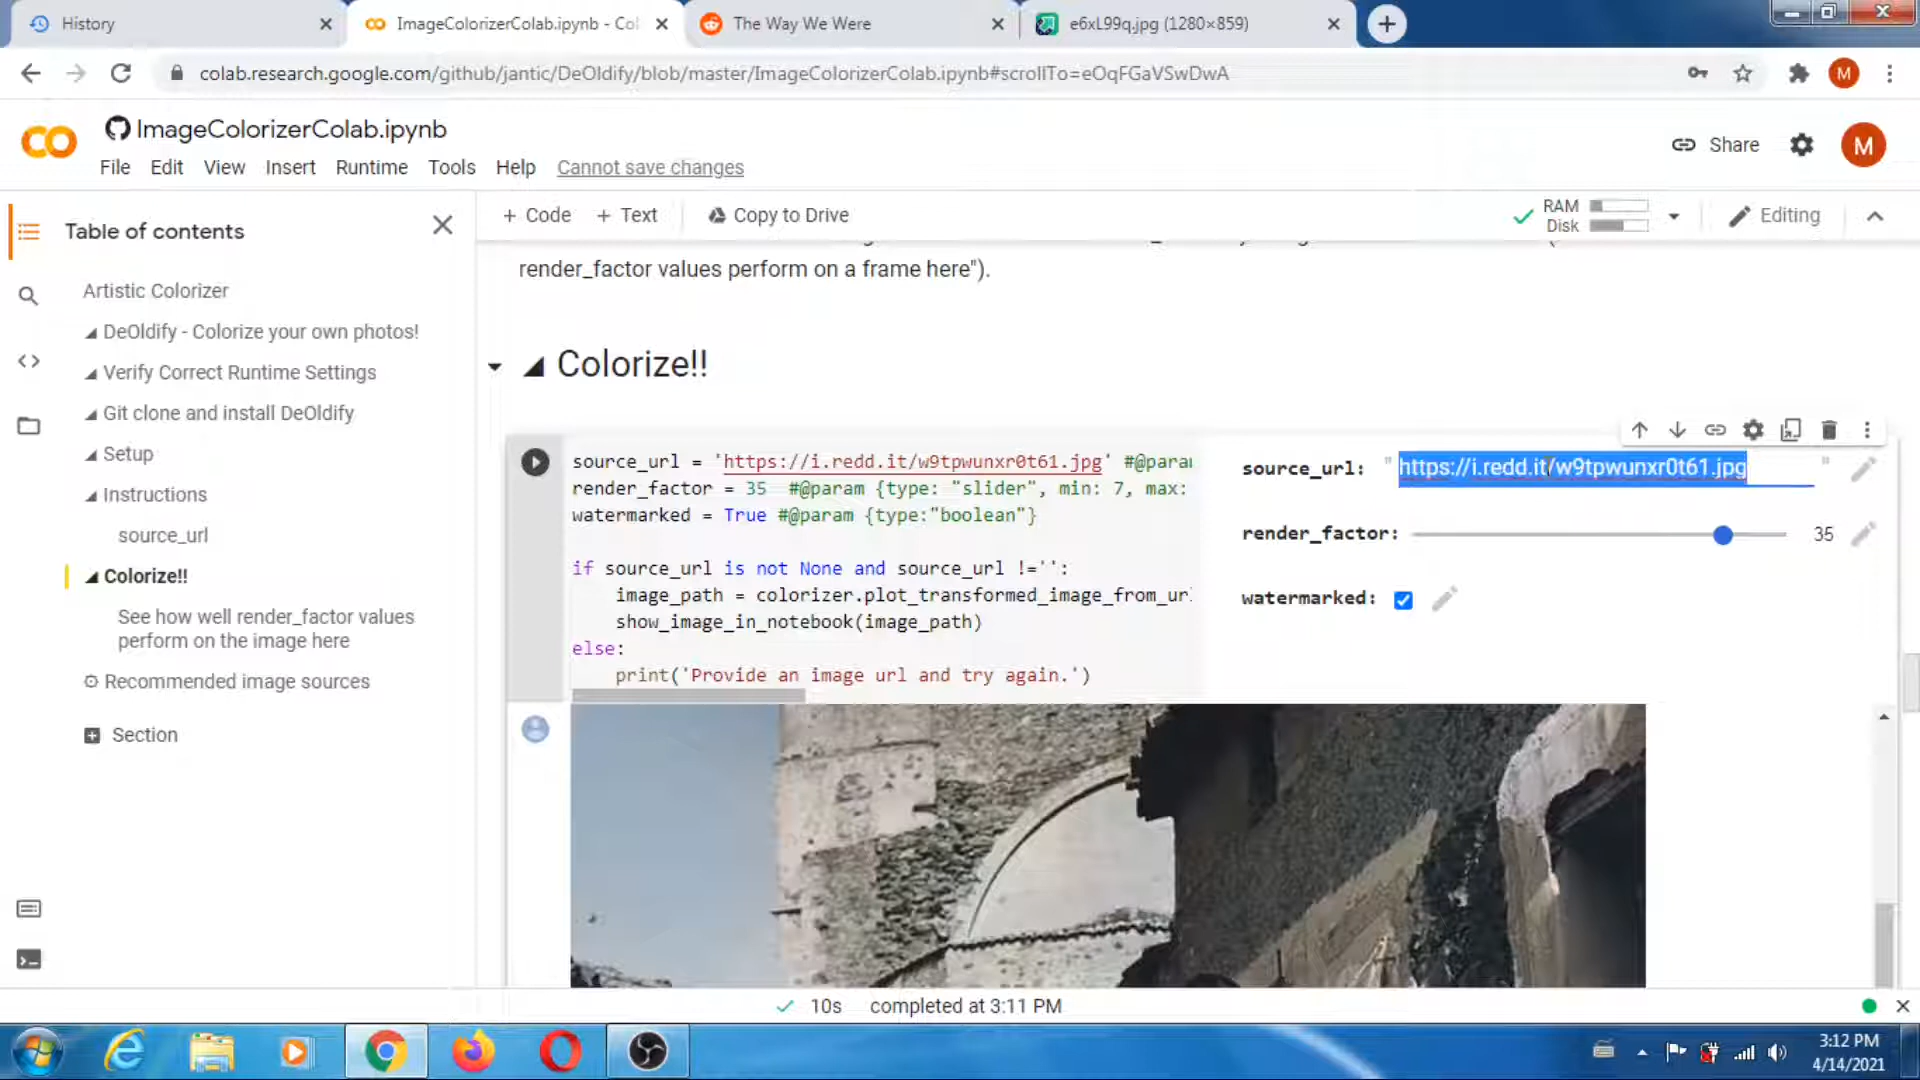 History
ImageColorizerColab.ipynb - Col
The Way We Were
e6xL99q.jpg (1280×859)
colab.research.google.com/github/jantic/DeOldify/blob/master/ImageColorizerColab.ipynb#scrollTo=eOqFGaVSwDwA
M
ImageColorizerColab.ipynb
Share
M
File Edit View Insert Runtime Tools Help Cannot save changes
Table of contents
+ Code + Text Copy to Drive
RAM
Disk
Editing
render_factor values perform on a frame here").
Artistic Colorizer
DeOldify - Colorize your own photos!
Verify Correct Runtime Settings
Git clone and install DeOldify
Setup
Instructions
source_url
Colorize!!
See how well render_factor values
perform on the image here
Recommended image sources
Section
Colorize!!
source_url = 'https://i.redd.it/w9tpwunxr0t61.jpg' #@param
render_factor = 35 #@param {type: "slider", min: 7, max:
watermarked = True #@param {type:"boolean"}
if source_url is not None and source_url !='':
image_path = colorizer.plot_transformed_image_from_url
show_image_in_notebook(image_path)
else:
print('Provide an image url and try again.')
source_url: " https://i.redd.it/w9tpwunxr0t61.jpg "
render_factor: 35
watermarked:
10s completed at 3:11 PM
3:12 PM
4/14/2021